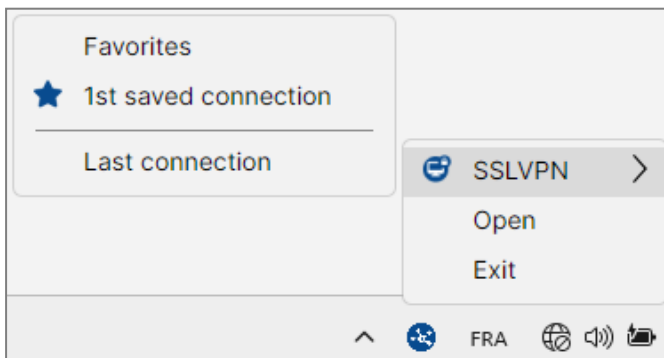 Favorites
1st saved connection
Last connection
SSLVPN
Open
Exit
FRA